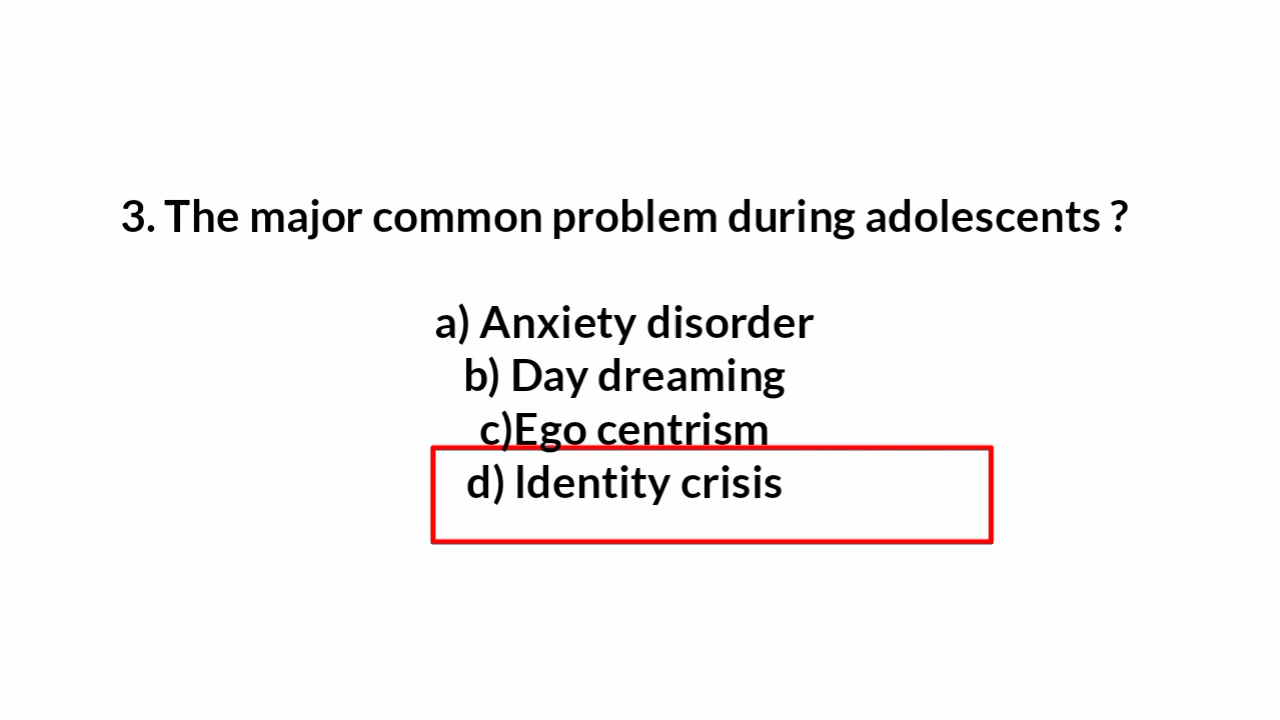 3. The major common problem during adolescents ?
a) Anxiety disorder
b) Day dreaming
c)Ego centrism
d) Identity crisis